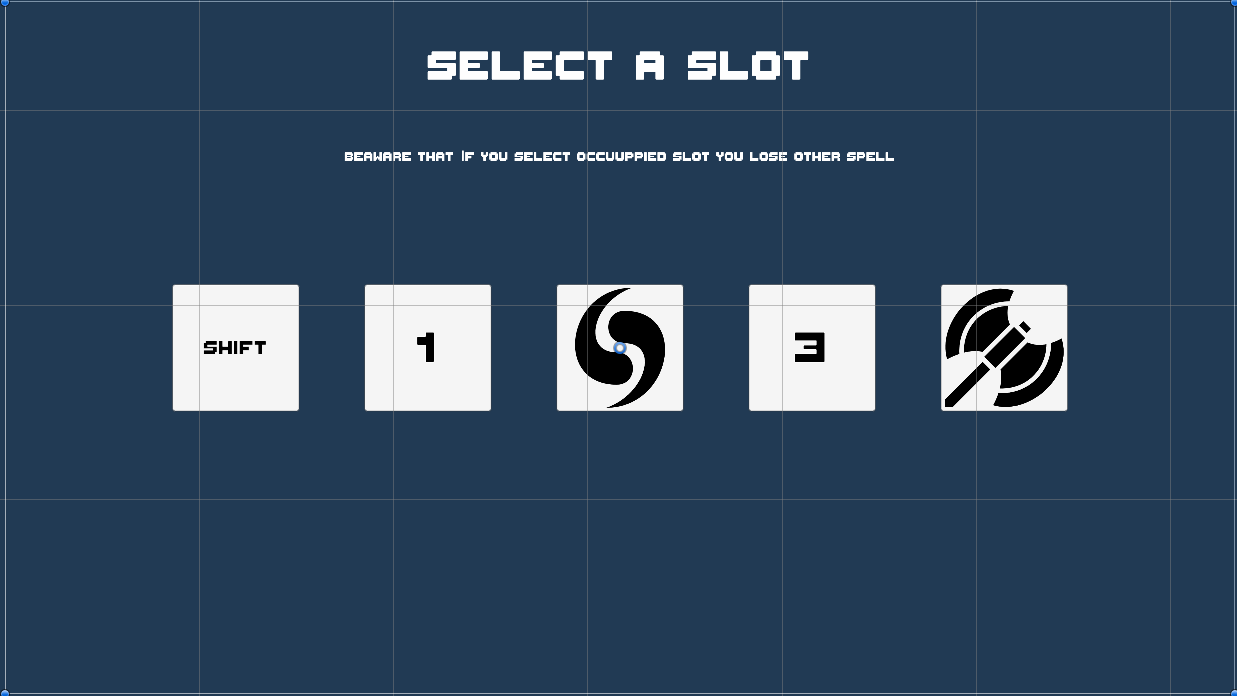 SELECT A SLOT
BEAWARE THAT IF YOU SELECT OCCUUPPIED SLOT YOU LOSE OTHER SPELL
SHIFT 1 3